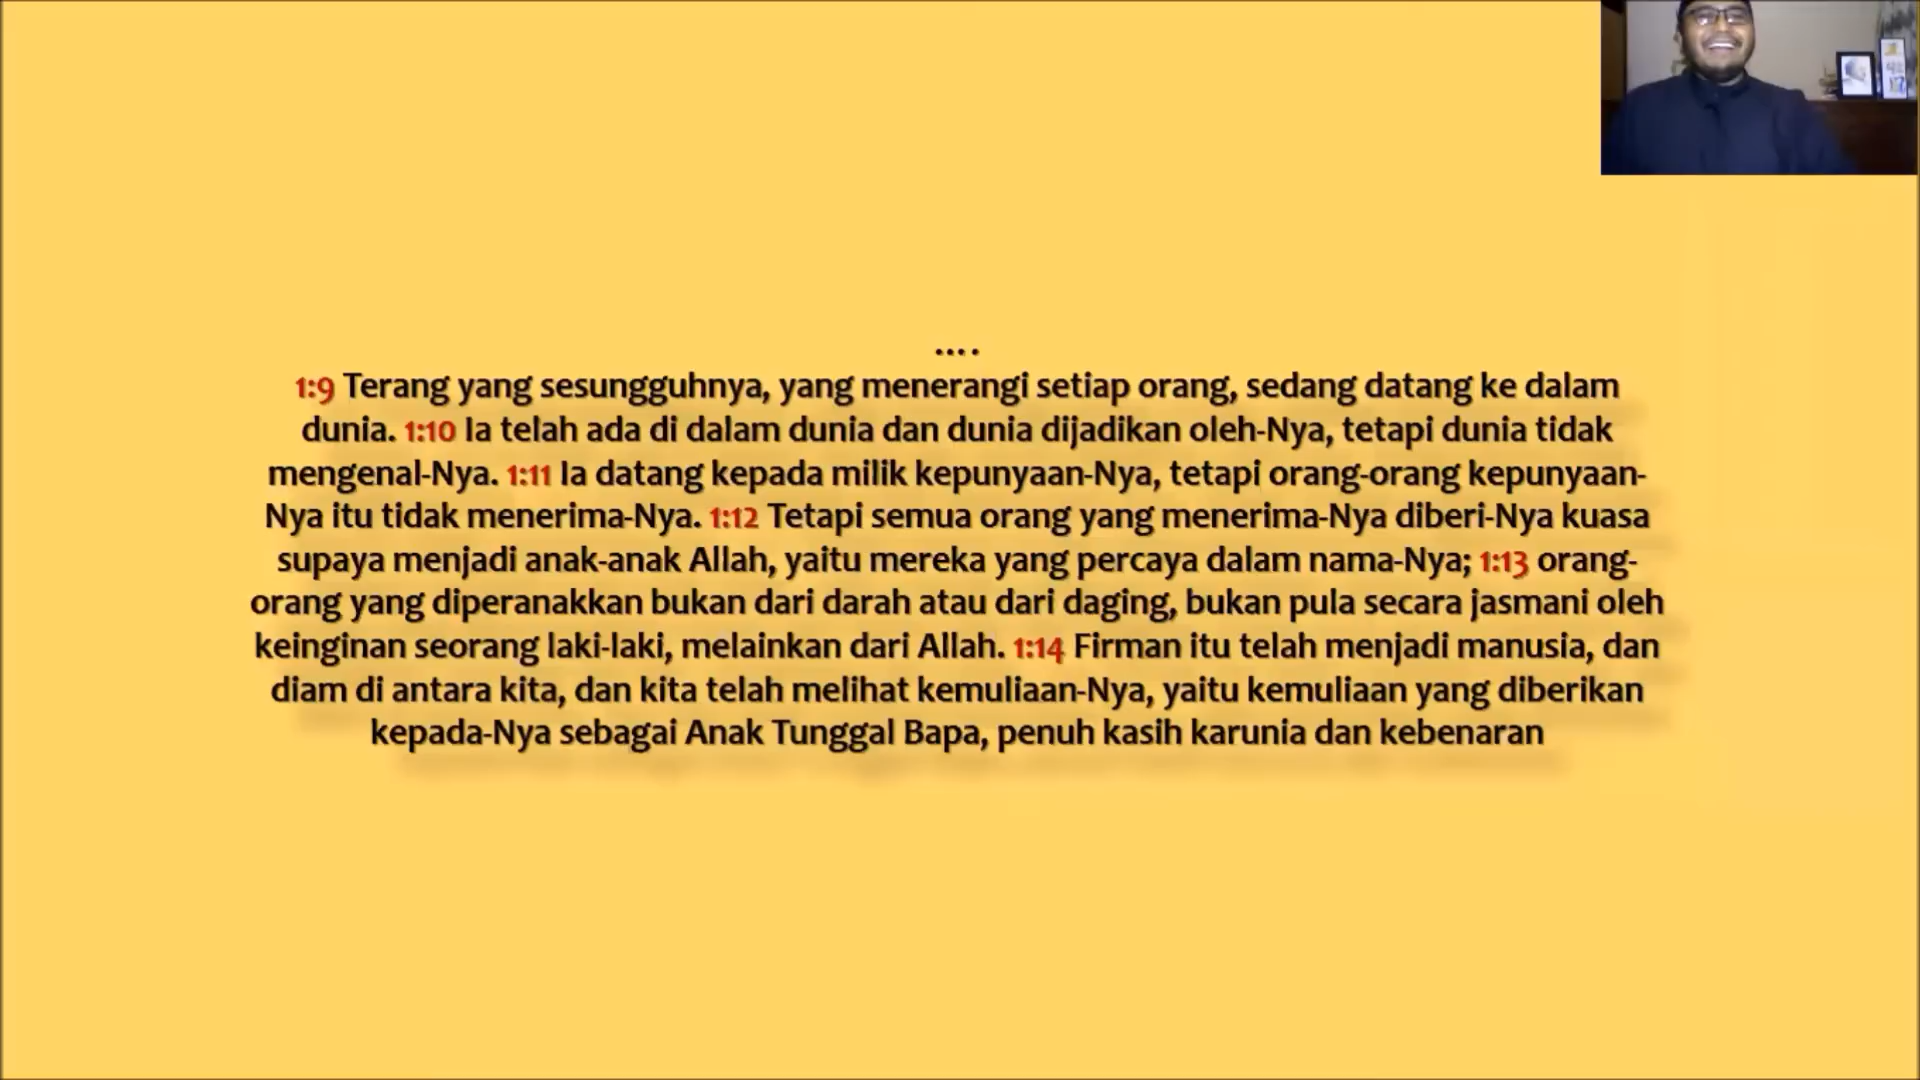 ....
1:9 Terang yang sesungguhnya, yang menerangi setiap orang, sedang datang ke dalam
dunia. 1:10 Ia telah ada di dalam dunia dan dunia dijadikan oleh-Nya, tetapi dunia tidak
mengenal-Nya. 1:11 Ia datang kepada milik kepunyaan-Nya, tetapi orang-orang kepunyaan-
Nya itu tidak menerima-Nya. 1:12 Tetapi semua orang yang menerima-Nya diberi-Nya kuasa
supaya menjadi anak-anak Allah, yaitu mereka yang percaya dalam nama-Nya; 1:13 orang-
orang yang diperanakkan bukan dari darah atau dari daging, bukan pula secara jasmani oleh
keinginan seorang laki-laki, melainkan dari Allah. 1:14 Firman itu telah menjadi manusia, dan
diam di antara kita, dan kita telah melihat kemuliaan-Nya, yaitu kemuliaan yang diberikan
kepada-Nya sebagai Anak Tunggal Bapa, penuh kasih karunia dan kebenaran